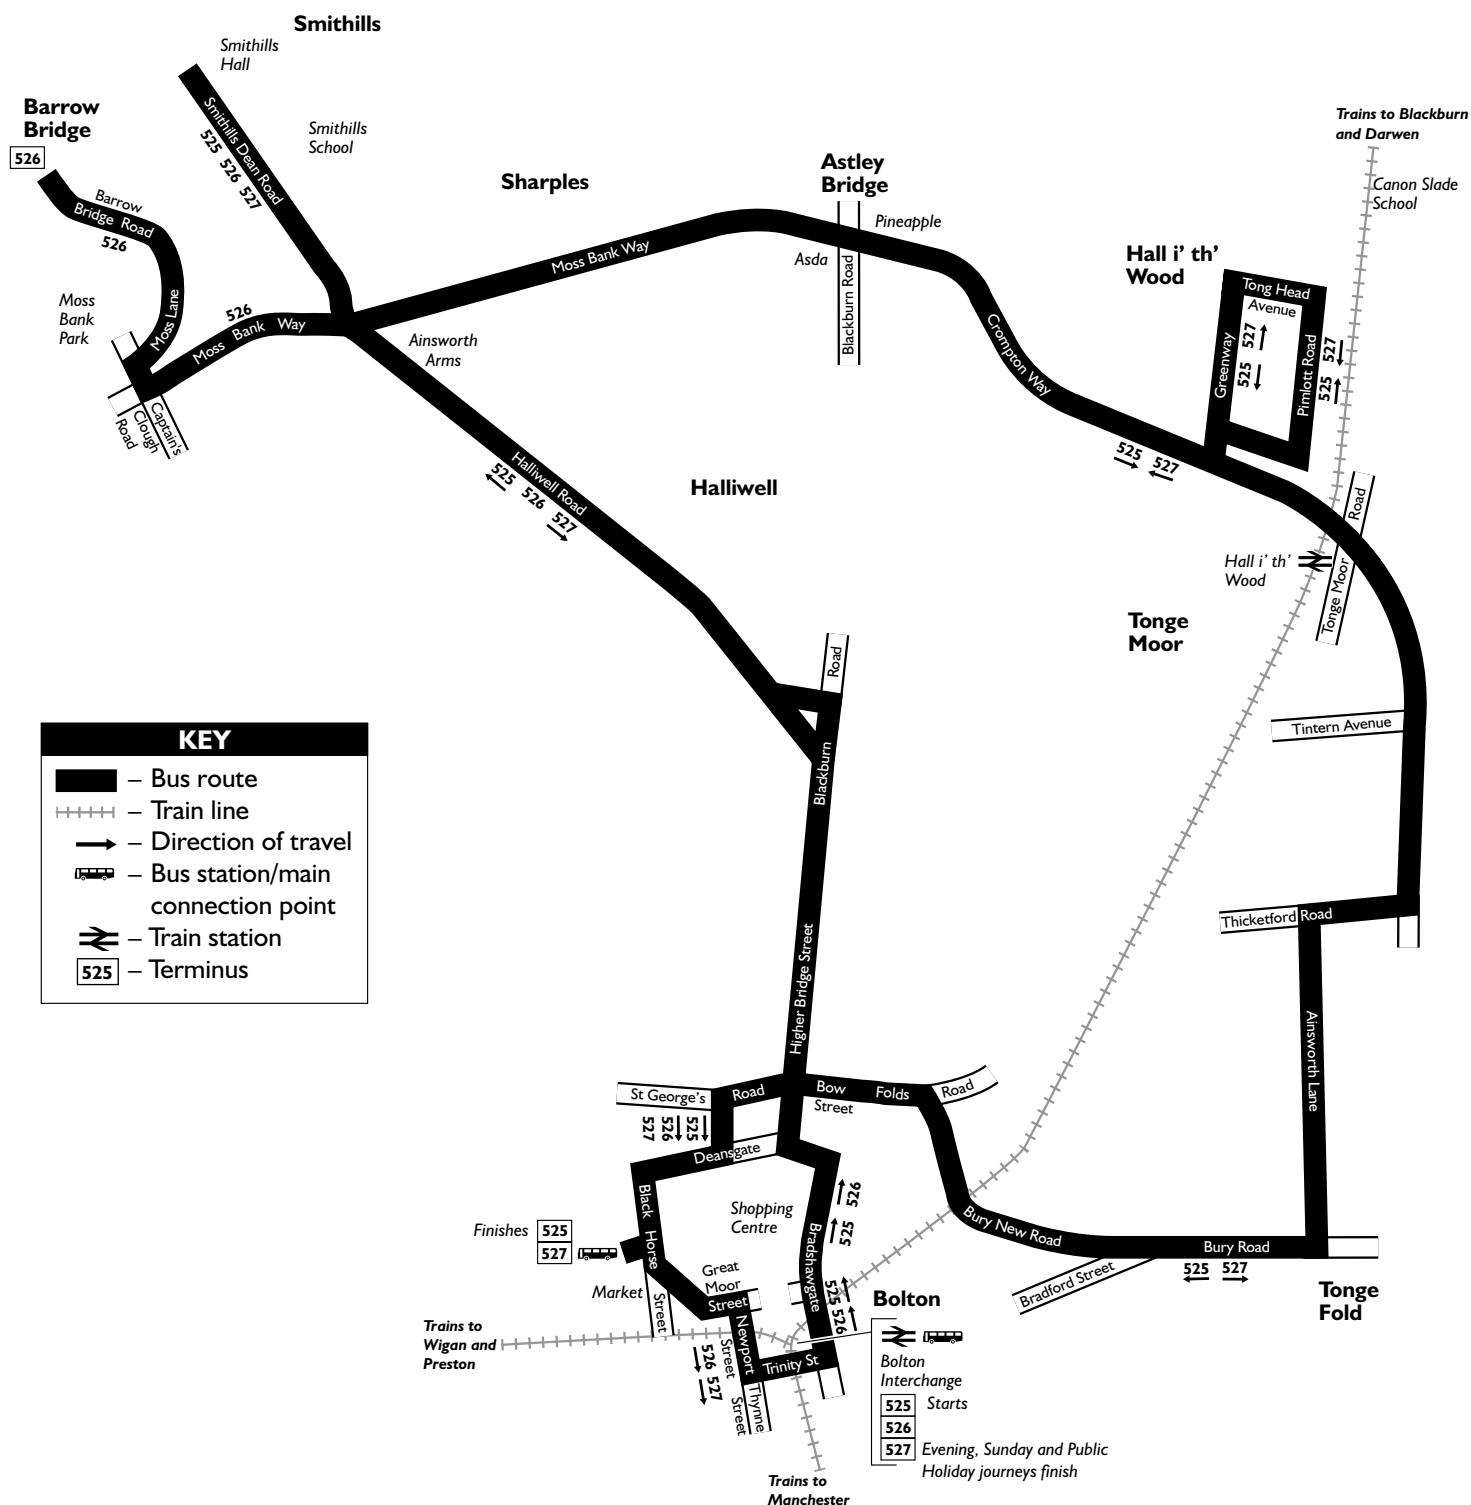 Smithills
Smithills
Hall
Barrow
Bridge
526
Smithills Dean Road
525 526 527
Smithills
School
Barrow
Bridge Road
526
Moss
Bank
Park
Moss Lane
526
Moss Bank Way
Captain's
Clough
Road
Sharples
Moss Bank Way
Ainsworth
Arms
Astley
Bridge
Pineapple
Asda
Blackburn Road
Crompton Way
Trains to Blackburn
and Darwen
Canon Slade
School
Hall i' th'
Wood
Tong Head
Avenue
Greenway
525 527
Pimlott Road
525 527
525 527
Halliwell Road
525 526 527
Halliwell
Hall i' th'
Wood
Tonge Moor Road
Tonge
Moor
Tintern Avenue
Blackburn Road
Thicketford Road
Ainsworth Lane
Higher Bridge Street
KEY
– Bus route
– Train line
– Direction of travel
– Bus station/main
connection point
– Train station
525 – Terminus
St George's Road
Bow
Street
Folds Road
527 526 525
Deansgate
Black Horse Street
Shopping
Centre
Bradshawgate
525 526
525 526
Finishes 525
527
Market
Great
Moor
Street
Newport
Street
526 527
Trinity St
Thynne
Street
Bury New Road
Bury Road
Bradford Street
525 527
Tonge
Fold
Trains to
Wigan and
Preston
Bolton
Bolton
Interchange
525 Starts
526
527 Evening, Sunday and Public
Holiday journeys finish
Trains to
Manchester